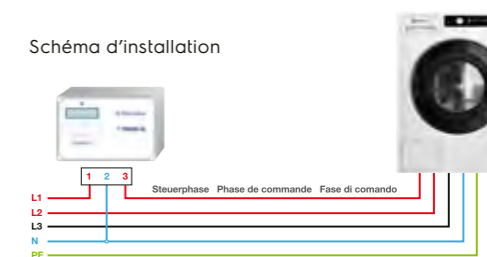 Schéma d’installation
1 2 3
Steuerphase Phase de commande Fase di comando
L1
L2
L3
N
PE